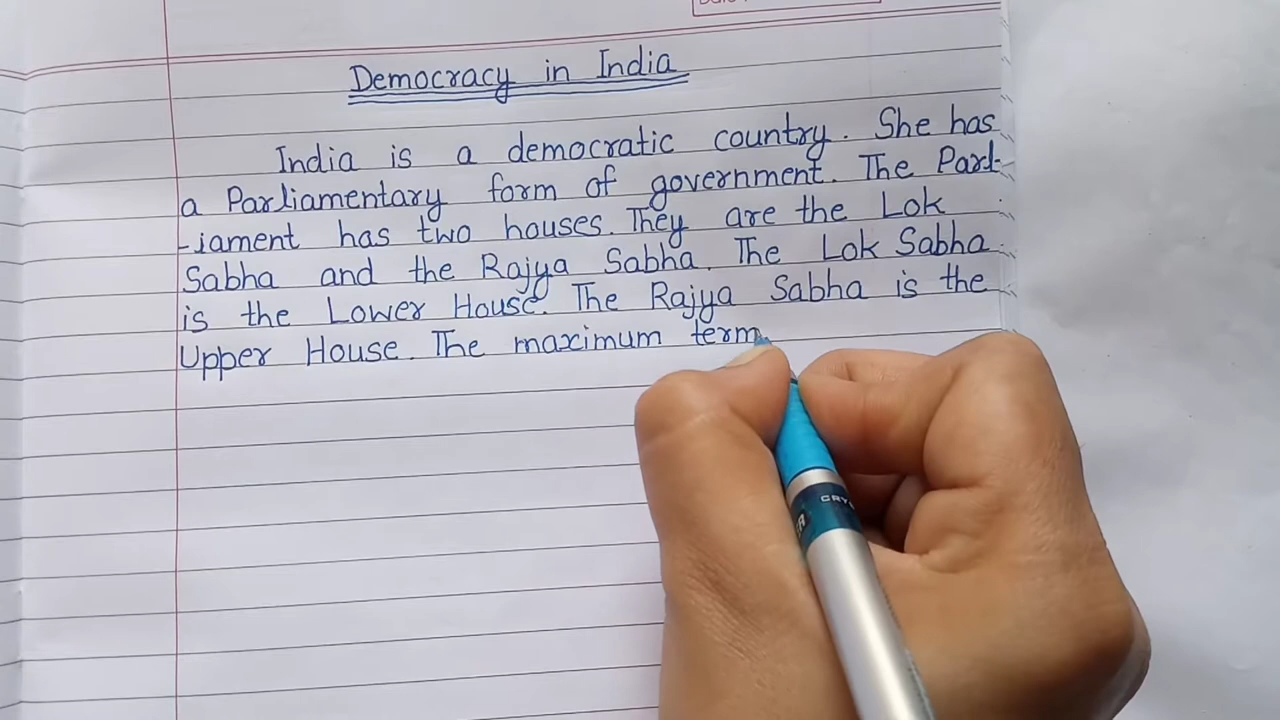 Democracy in India
India is a democratic country. She has
a Parliamentary form of government. The Parl-
-iament has two houses. They are the Lok
Sabha and the Rajya Sabha. The Lok Sabha
is the Lower House. The Rajya Sabha is the
Upper House. The maximum term